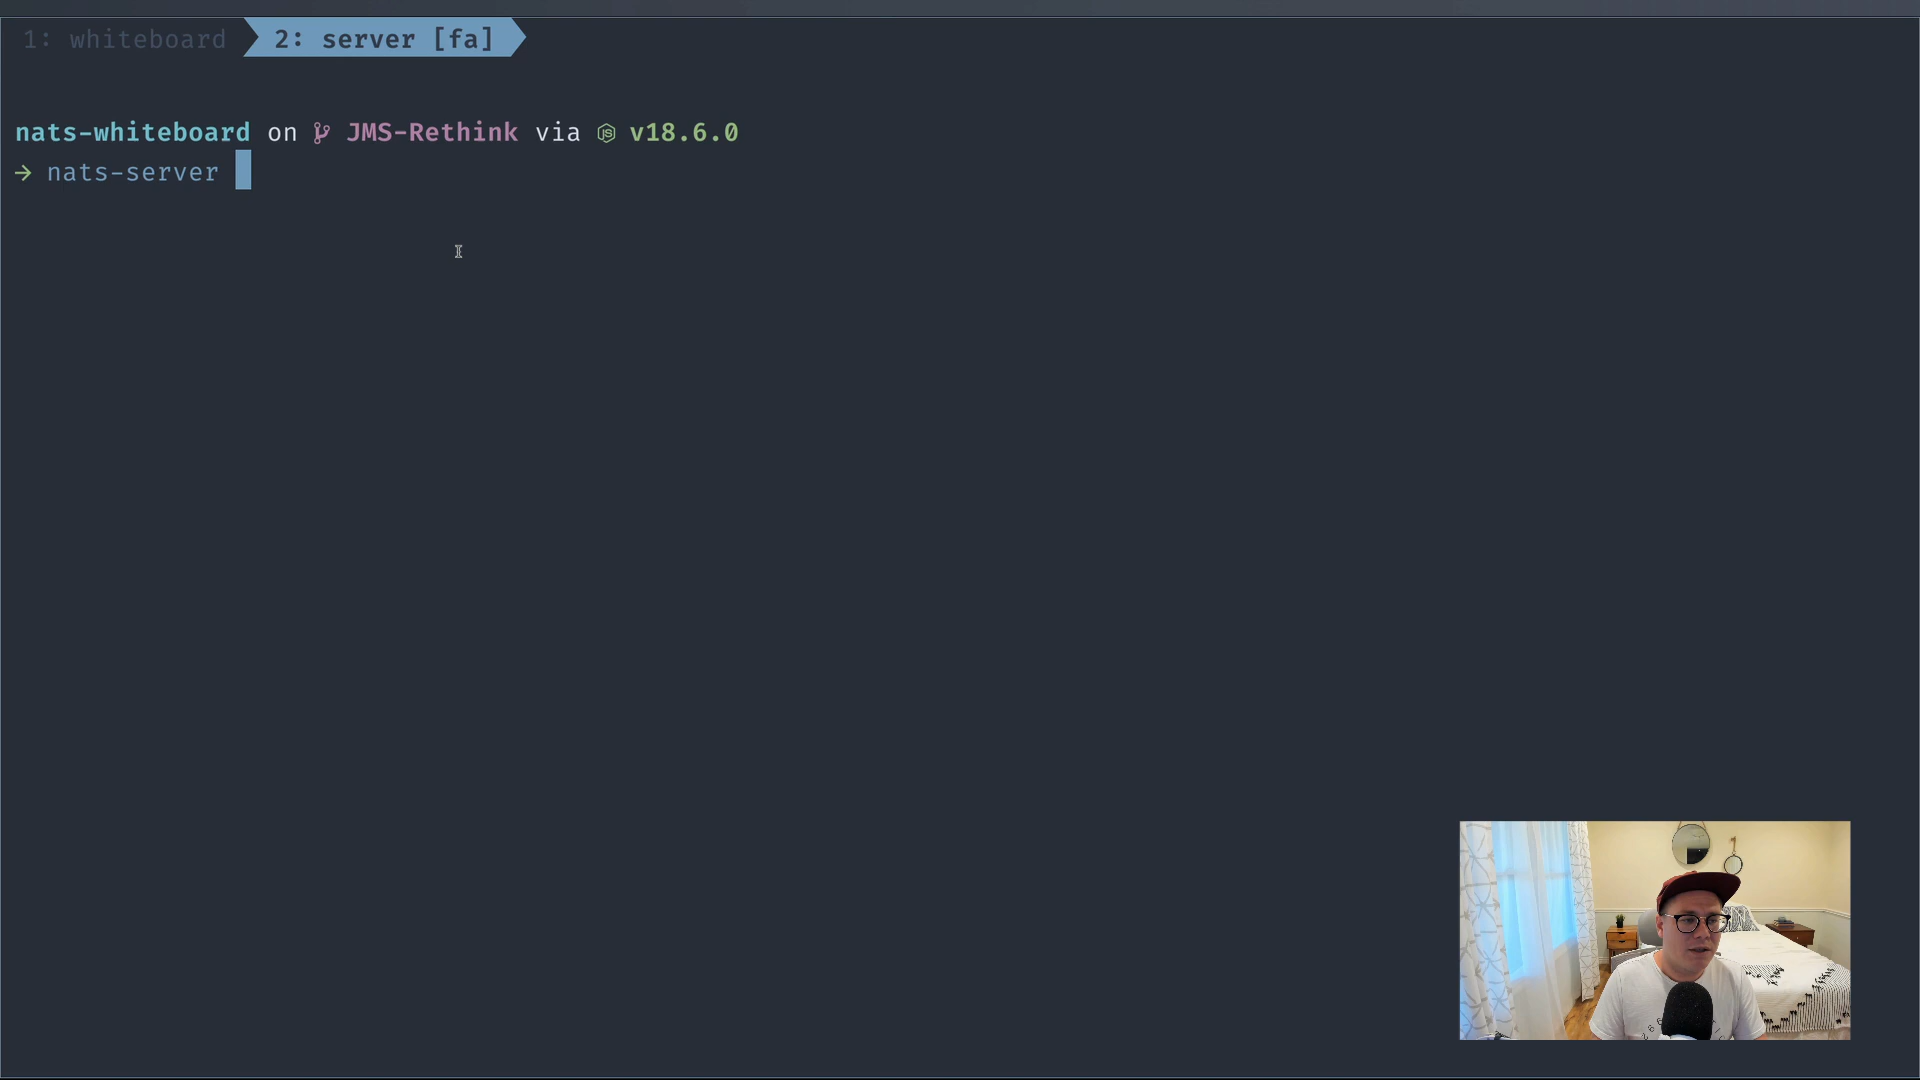 1: whiteboard 2: server [fa]
nats-whiteboard on JMS-Rethink via v18.6.0
→ nats-server